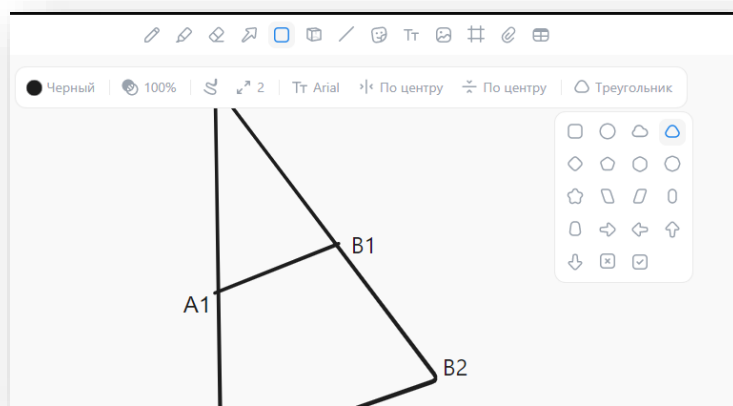 Tт
Черный 100% 2 Tт Arial По центру По центру Треугольник
B1
A1
B2